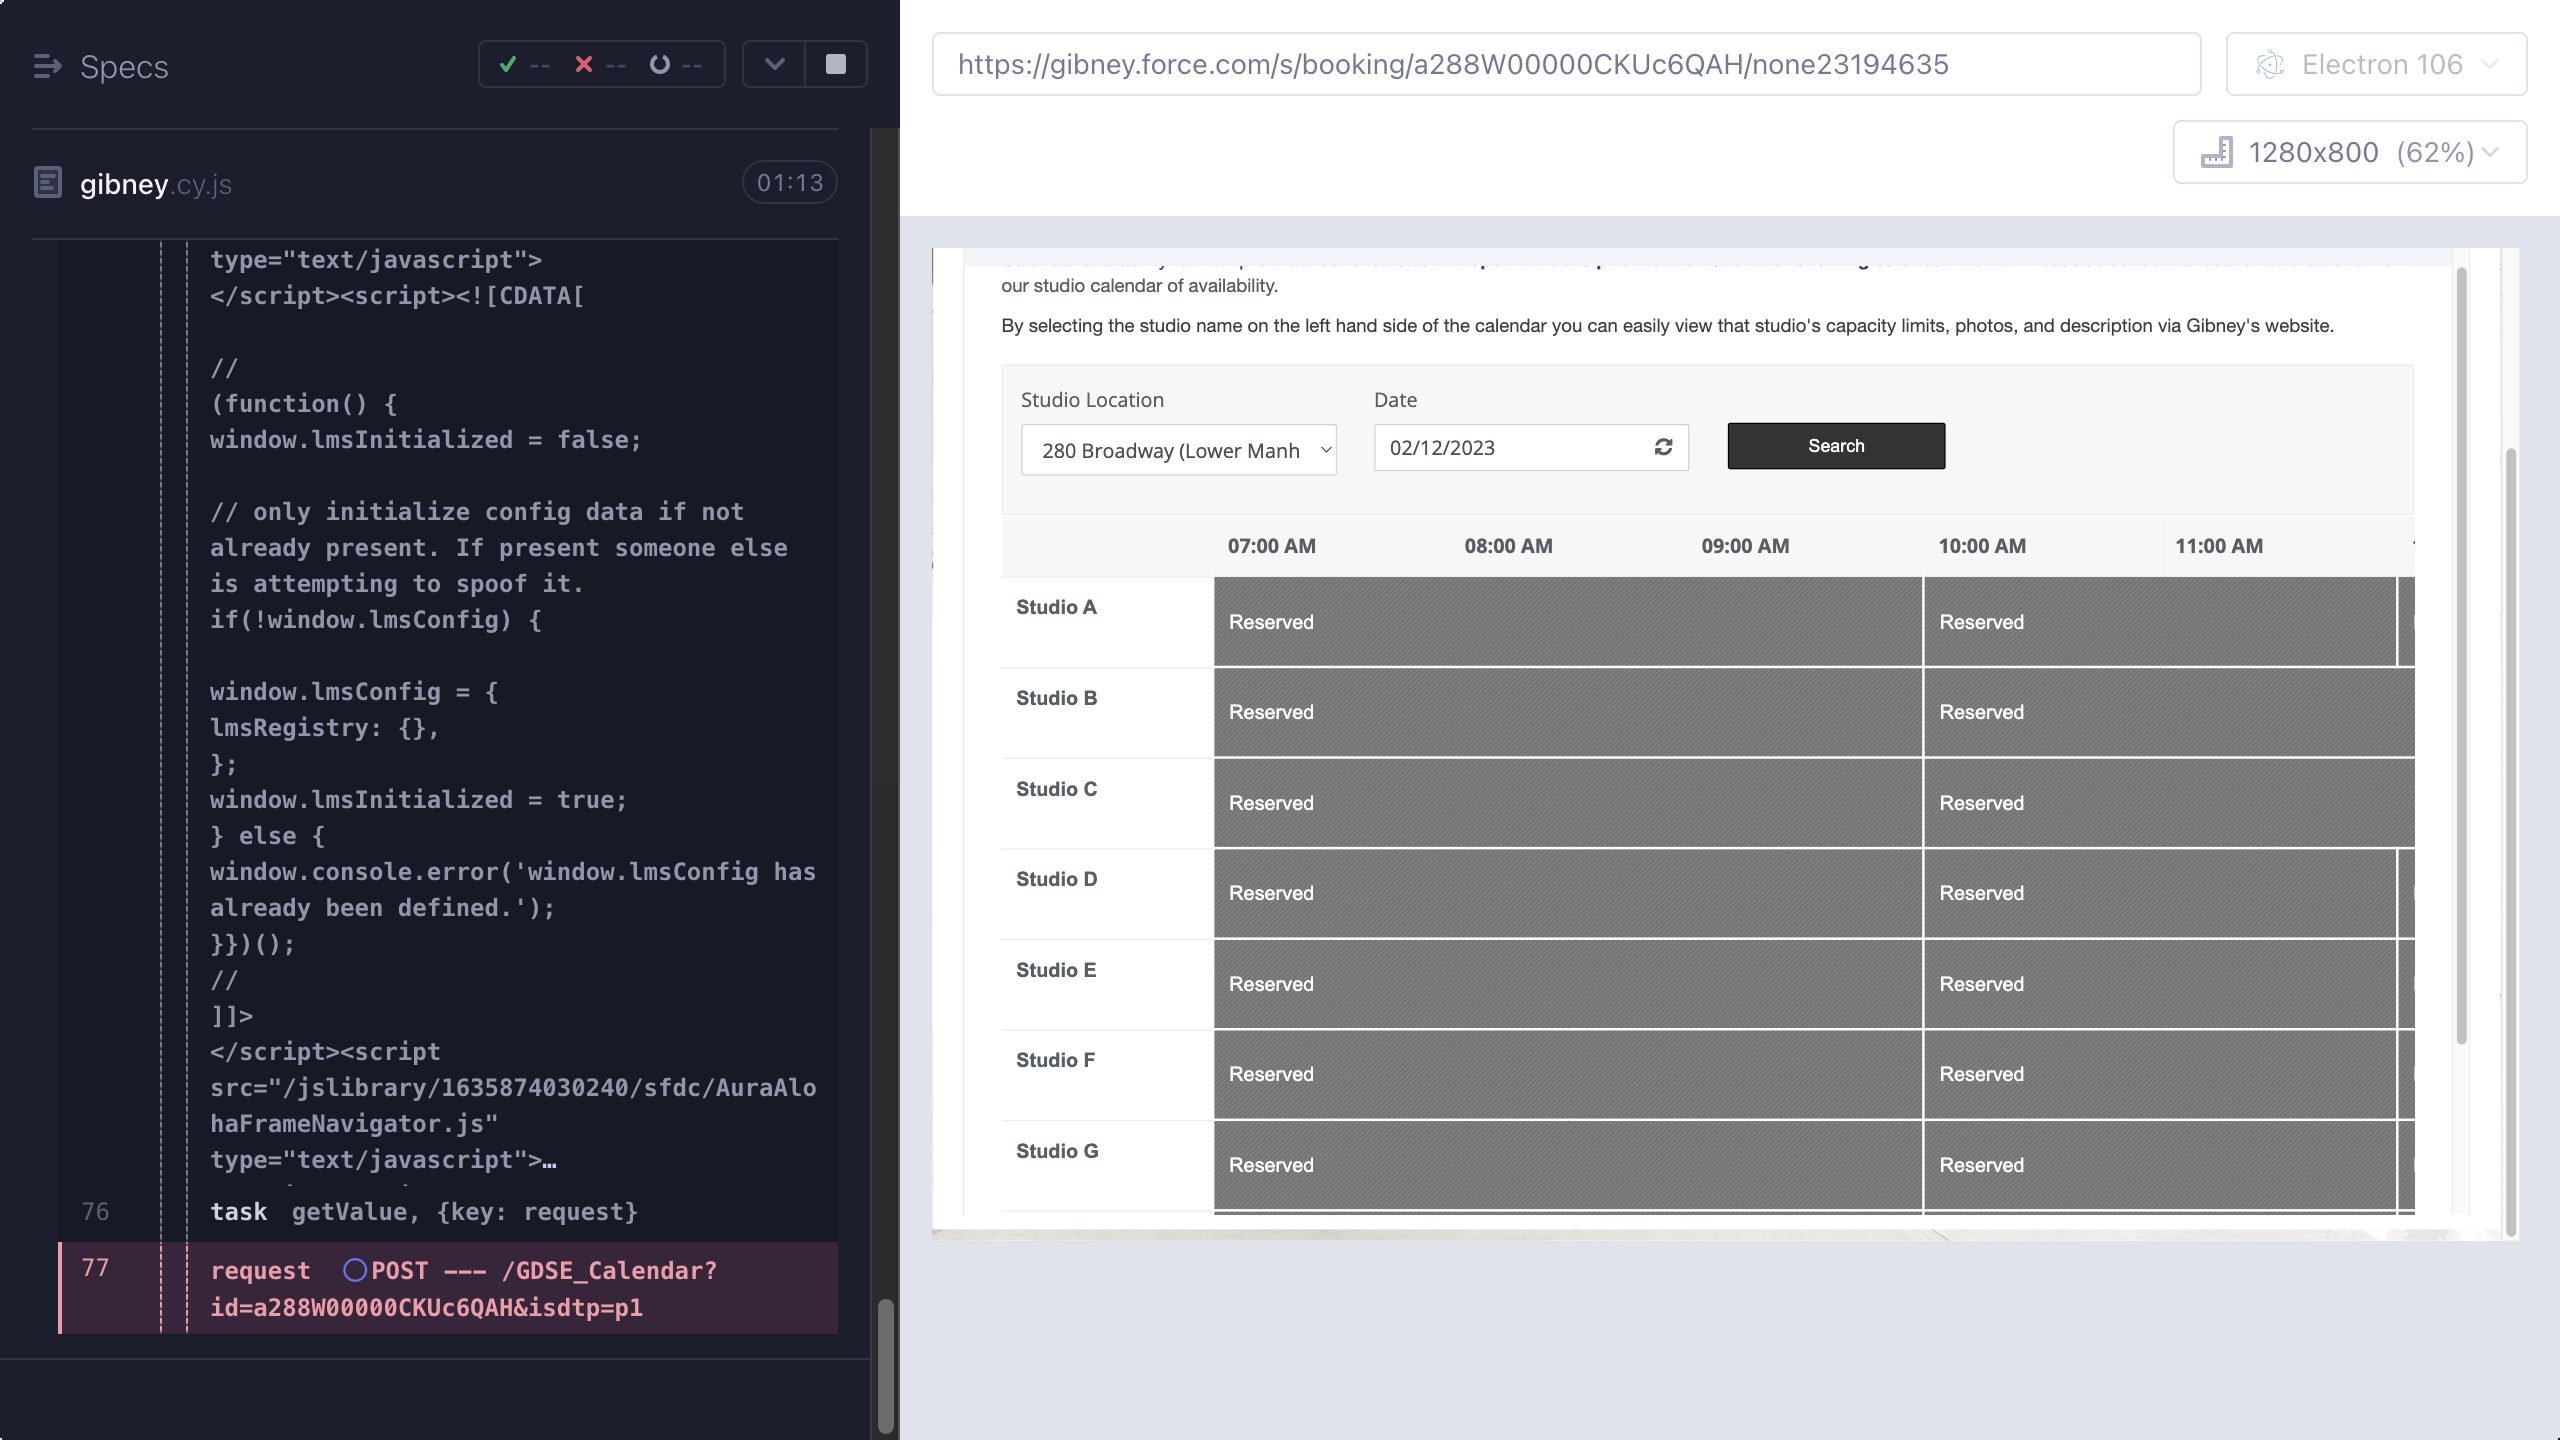 Specs
--
--
--
gibney.cy.js
01:13
type="text/javascript">
</script><script><![CDATA[
//
(function() {
window.lmsInitialized = false;
// only initialize config data if not
already present. If present someone else
is attempting to spoof it.
if(!window.lmsConfig) {
window.lmsConfig = {
lmsRegistry: {},
};
window.lmsInitialized = true;
} else {
window.console.error('window.lmsConfig has
already been defined.');
}})();
//
]]>
</script><script
src="/jslibrary/1635874030240/sfdc/AuraAlo
haFrameNavigator.js"
type="text/javascript">…
76 task getValue, {key: request}
77 request POST --- /GDSE_Calendar?
id=a288W00000CKUc6QAH&isdtp=p1
https://gibney.force.com/s/booking/a288W00000CKUc6QAH/none23194635
Electron 106
1280x800 (62%)
our studio calendar of availability.
By selecting the studio name on the left hand side of the calendar you can easily view that studio's capacity limits, photos, and description via Gibney's website.
Studio Location
Date
280 Broadway (Lower Manh
02/12/2023
Search
07:00 AM 08:00 AM 09:00 AM 10:00 AM 11:00 AM
Studio A Reserved Reserved
Studio B Reserved Reserved
Studio C Reserved Reserved
Studio D Reserved Reserved
Studio E Reserved Reserved
Studio F Reserved Reserved
Studio G Reserved Reserved